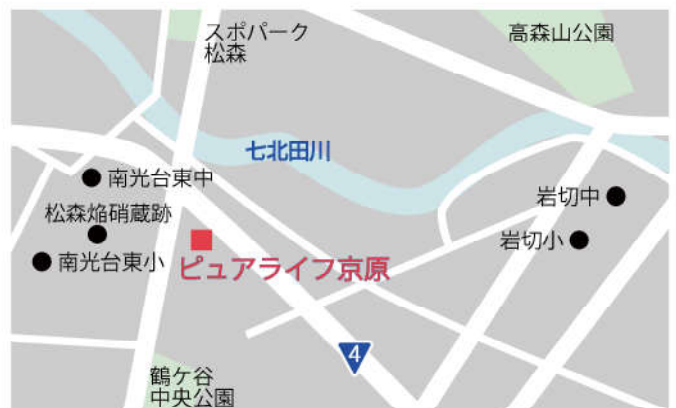 スポパーク
松森
高森山公園
七北田川
南光台東中
岩切中
松森焔硝蔵跡
岩切小
南光台東小
ピュアライフ京原
4
鶴ケ谷
中央公園